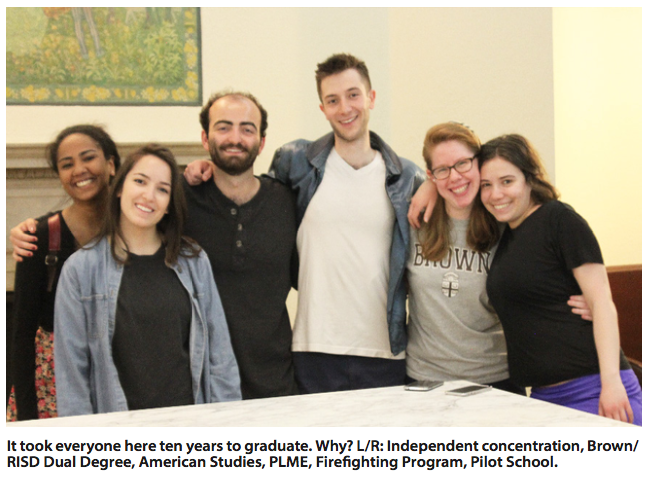 BROWN
It took everyone here ten years to graduate. Why? L/R: Independent concentration, Brown/
RISD Dual Degree, American Studies, PLME, Firefighting Program, Pilot School.